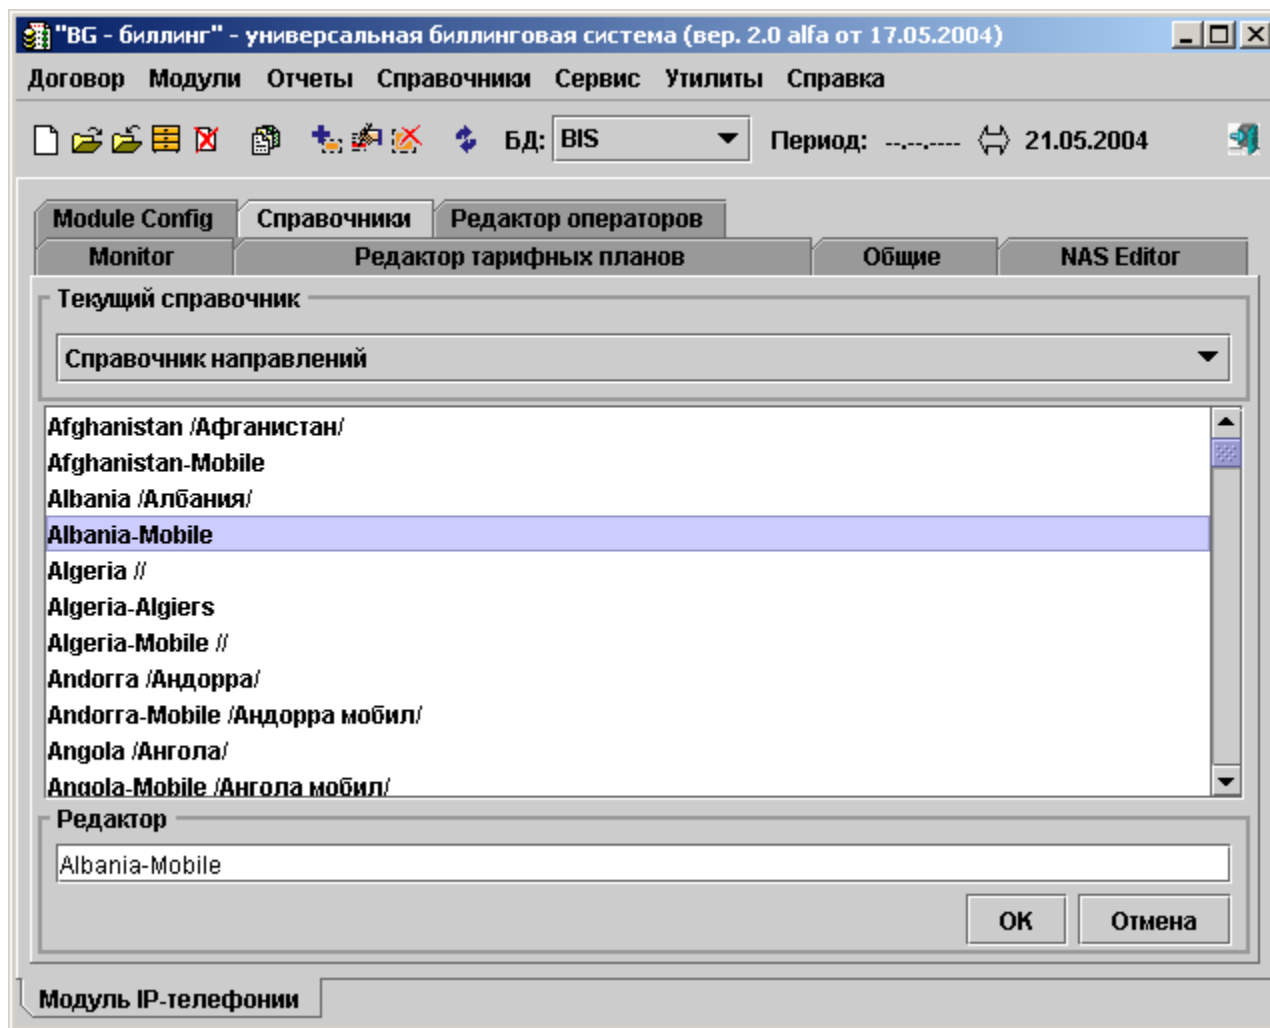 "BG - биллинг" - универсальная биллинговая система (вер. 2.0 alfa от 17.05.2004)
Договор Модули Отчеты Справочники Сервис Утилиты Справка
БД: BIS Период: --.--.---- 21.05.2004
Module Config Справочники Редактор операторов
Monitor Редактор тарифных планов Общие NAS Editor
Текущий справочник
Справочник направлений
Afghanistan /Афганистан/
Afghanistan-Mobile
Albania /Албания/
Albania-Mobile
Algeria //
Algeria-Algiers
Algeria-Mobile //
Andorra /Андорра/
Andorra-Mobile /Андорра мобил/
Angola /Ангола/
Angola-Mobile /Ангола мобил/
Редактор
Albania-Mobile
OK Отмена
Модуль IP-телефонии